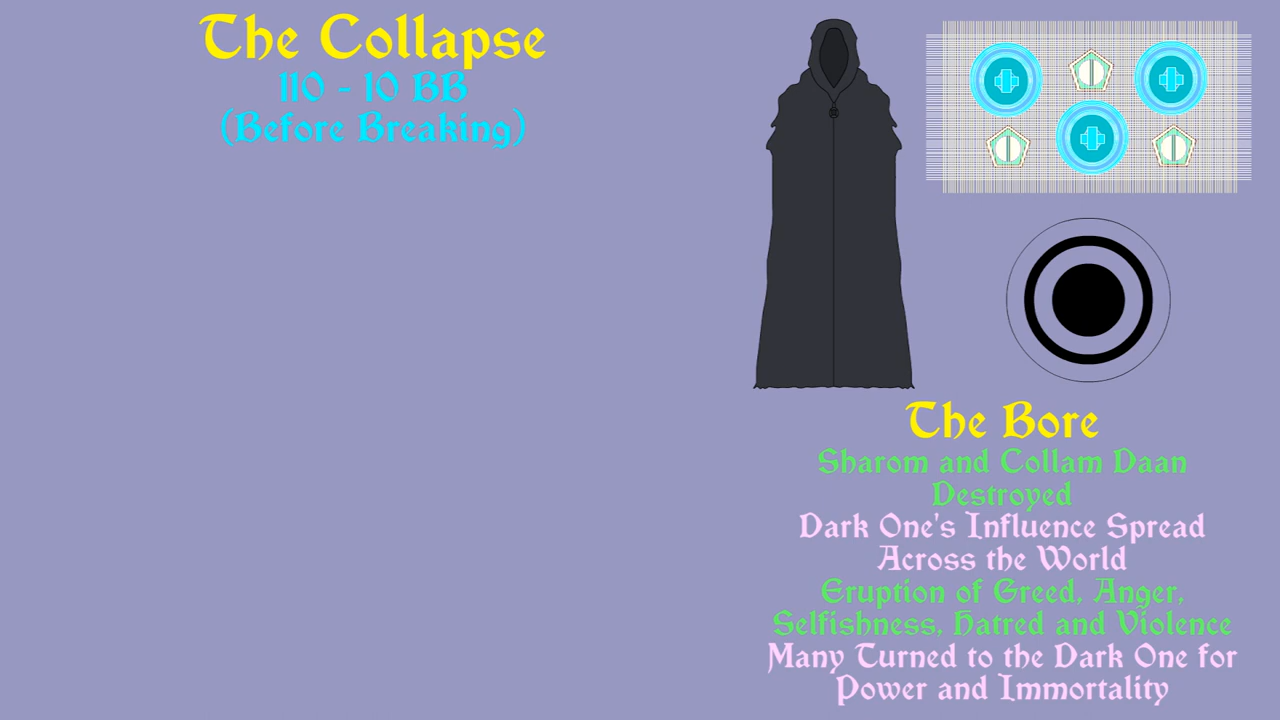 The Collapse
110 - 10 BB
(Before Breaking)
The Bore
Sharom and Collam Daan
Destroyed
Dark One's Influence Spread
Across the World
Eruption of Greed, Anger,
Selfishness, Hatred and Violence
Many Turned to the Dark One for
Power and Immortality